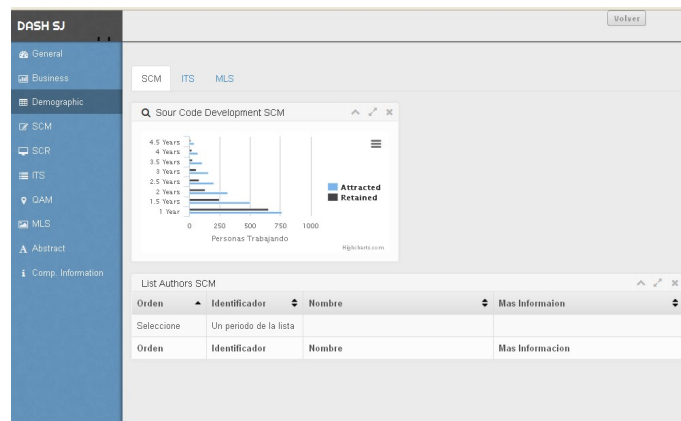 DASH SJ
Volver
General
Business
Demographic
SCM
SCR
ITS
QAM
MLS
Abstract
Comp. Information
SCM ITS MLS
Sour Code Development SCM
4.5 Years
4 Years
3.5 Years
3 Years
2.5 Years
2 Years
1.5 Years
1 Year
0 250 500 750 1000
Personas Trabajando
Attracted
Retained
Highcharts.com
List Authors SCM
Orden Identificador Nombre Mas Informaion
Seleccione Un periodo de la lista
Orden Identificador Nombre Mas Informacion